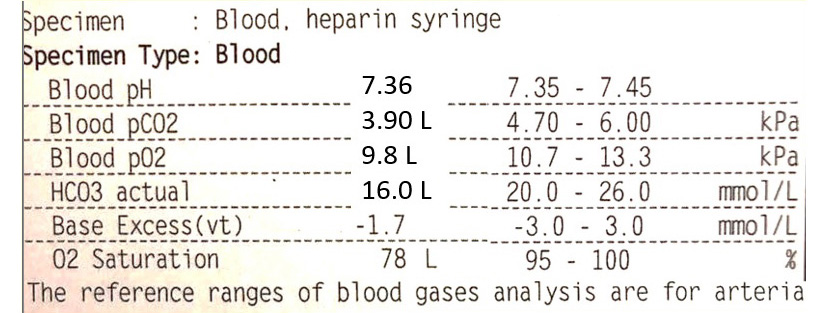 Specimen : Blood, heparin syringe
Specimen Type: Blood
Blood pH 7.36 7.35 - 7.45
Blood pCO2 3.90 L 4.70 - 6.00 kPa
Blood pO2 9.8 L 10.7 - 13.3 kPa
HCO3 actual 16.0 L 20.0 - 26.0 mmol/L
Base Excess(vt) -1.7 -3.0 - 3.0 mmol/L
O2 Saturation 78 L 95 - 100 %
The reference ranges of blood gases analysis are for arteria